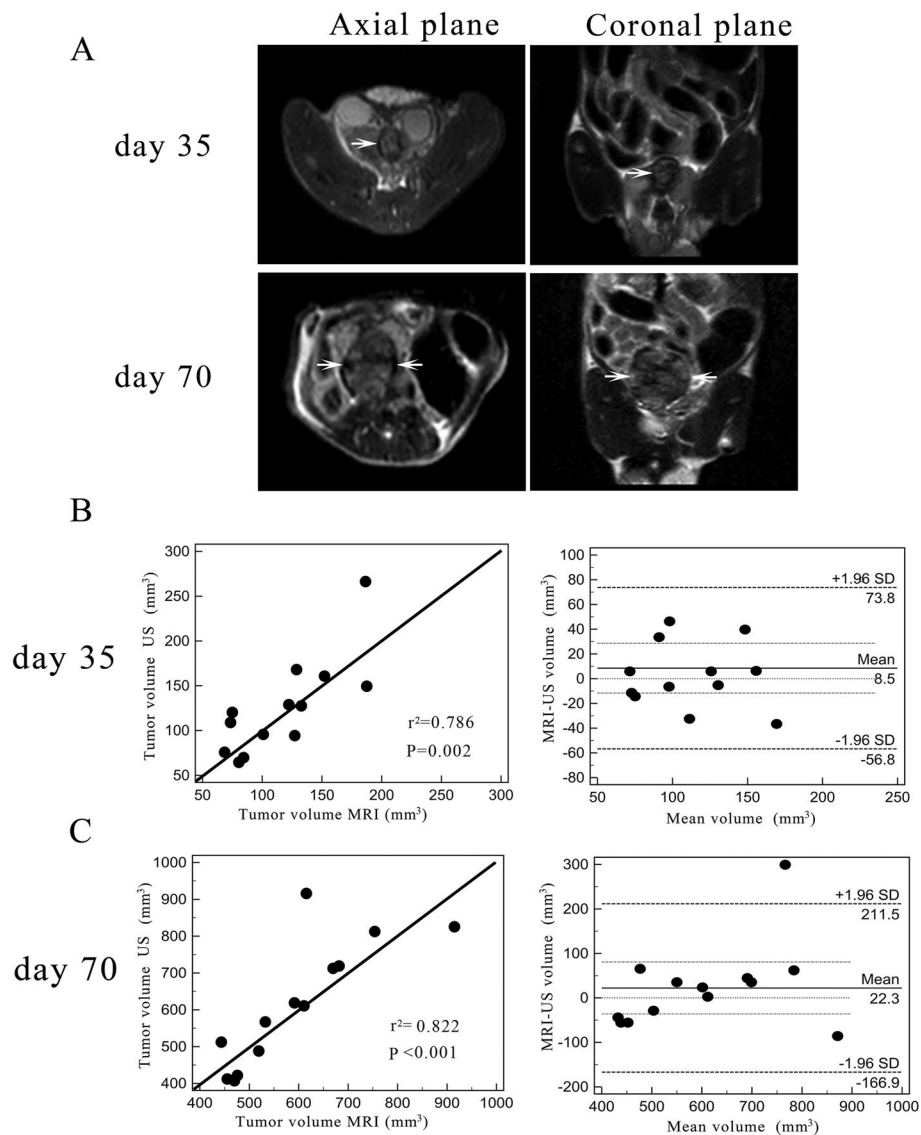 Axial plane
Coronal plane
A
day 35
day 70
B
day 35
Tumor volume US (mm³)
300
250
200
150
100
50
50
100
150
200
250
300
Tumor volume MRI (mm³)
r²=0.786
P=0.002
MRI-US volume (mm³)
100
80
60
40
20
0
-20
-40
-60
-80
50
100
150
200
250
Mean volume (mm³)
+1.96 SD
73.8
Mean
8.5
-1.96 SD
-56.8
C
day 70
Tumor volume US (mm³)
1000
900
800
700
600
500
400
400
500
600
700
800
900
1000
Tumor volume MRI (mm³)
r²= 0.822
P <0.001
MRI-US volume (mm³)
300
200
100
0
-100
-200
400
500
600
700
800
900
1000
Mean volume (mm³)
+1.96 SD
211.5
Mean
22.3
-1.96 SD
-166.9